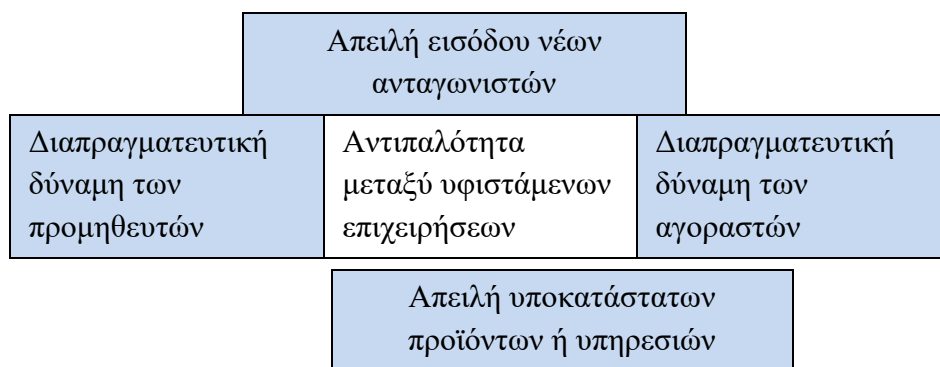 Απειλή εισόδου νέων
ανταγωνιστών
Διαπραγματευτική
δύναμη των
προμηθευτών
Αντιπαλότητα
μεταξύ υφιστάμενων
επιχειρήσεων
Διαπραγματευτική
δύναμη των
αγοραστών
Απειλή υποκατάστατων
προϊόντων ή υπηρεσιών